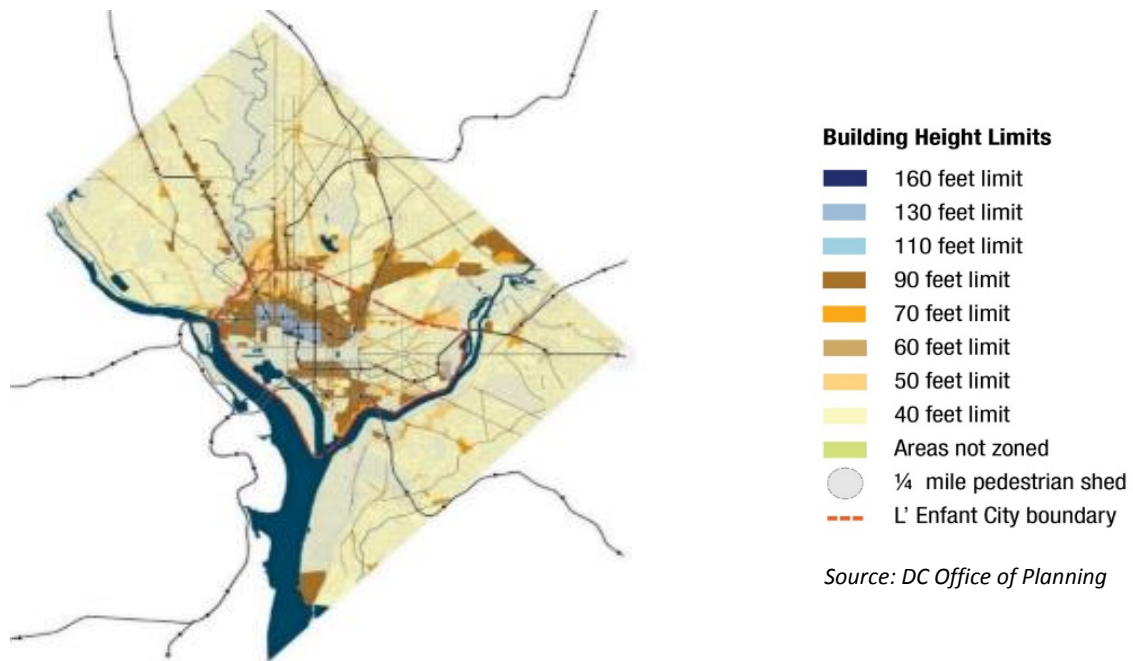 Building Height Limits
160 feet limit
130 feet limit
110 feet limit
90 feet limit
70 feet limit
60 feet limit
50 feet limit
40 feet limit
Areas not zoned
¼ mile pedestrian shed
L' Enfant City boundary
Source: DC Office of Planning